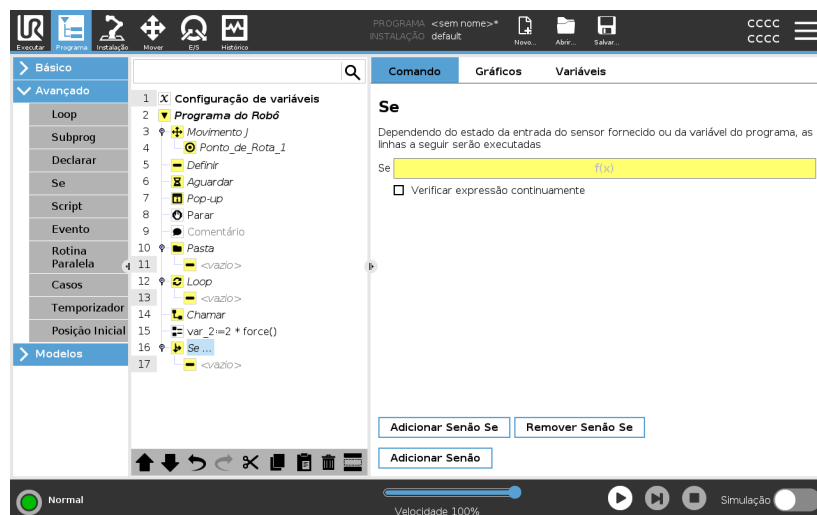 UR
Executar
Programa
Instalação
Mover
E/S
Histórico
PROGRAMA <sem nome>*
INSTALAÇÃO default
Novo...
Abrir...
Salvar...
CCCC
CCCC
Básico
Avançado
Loop
Subprog
Declarar
Se
Script
Evento
Rotina
Paralela
Casos
Temporizador
Posição Inicial
Modelos
1 X Configuração de variáveis
2 Programa do Robô
3 Movimento J
4 Ponto_de_Rota_1
5 Definir
6 Aguardar
7 Pop-up
8 Parar
9 Comentário
10 Pasta
11 <vazio>
12 Loop
13 <vazio>
14 Chamar
15 var_2:=2 * force()
16 Se ...
17 <vazio>
Comando Gráficos Variáveis
Se
Dependendo do estado da entrada do sensor fornecido ou da variável do programa, as
linhas a seguir serão executadas
Se f(x)
Verificar expressão continuamente
Adicionar Senão Se Remover Senão Se
Adicionar Senão
Normal
Velocidade 100%
Simulação